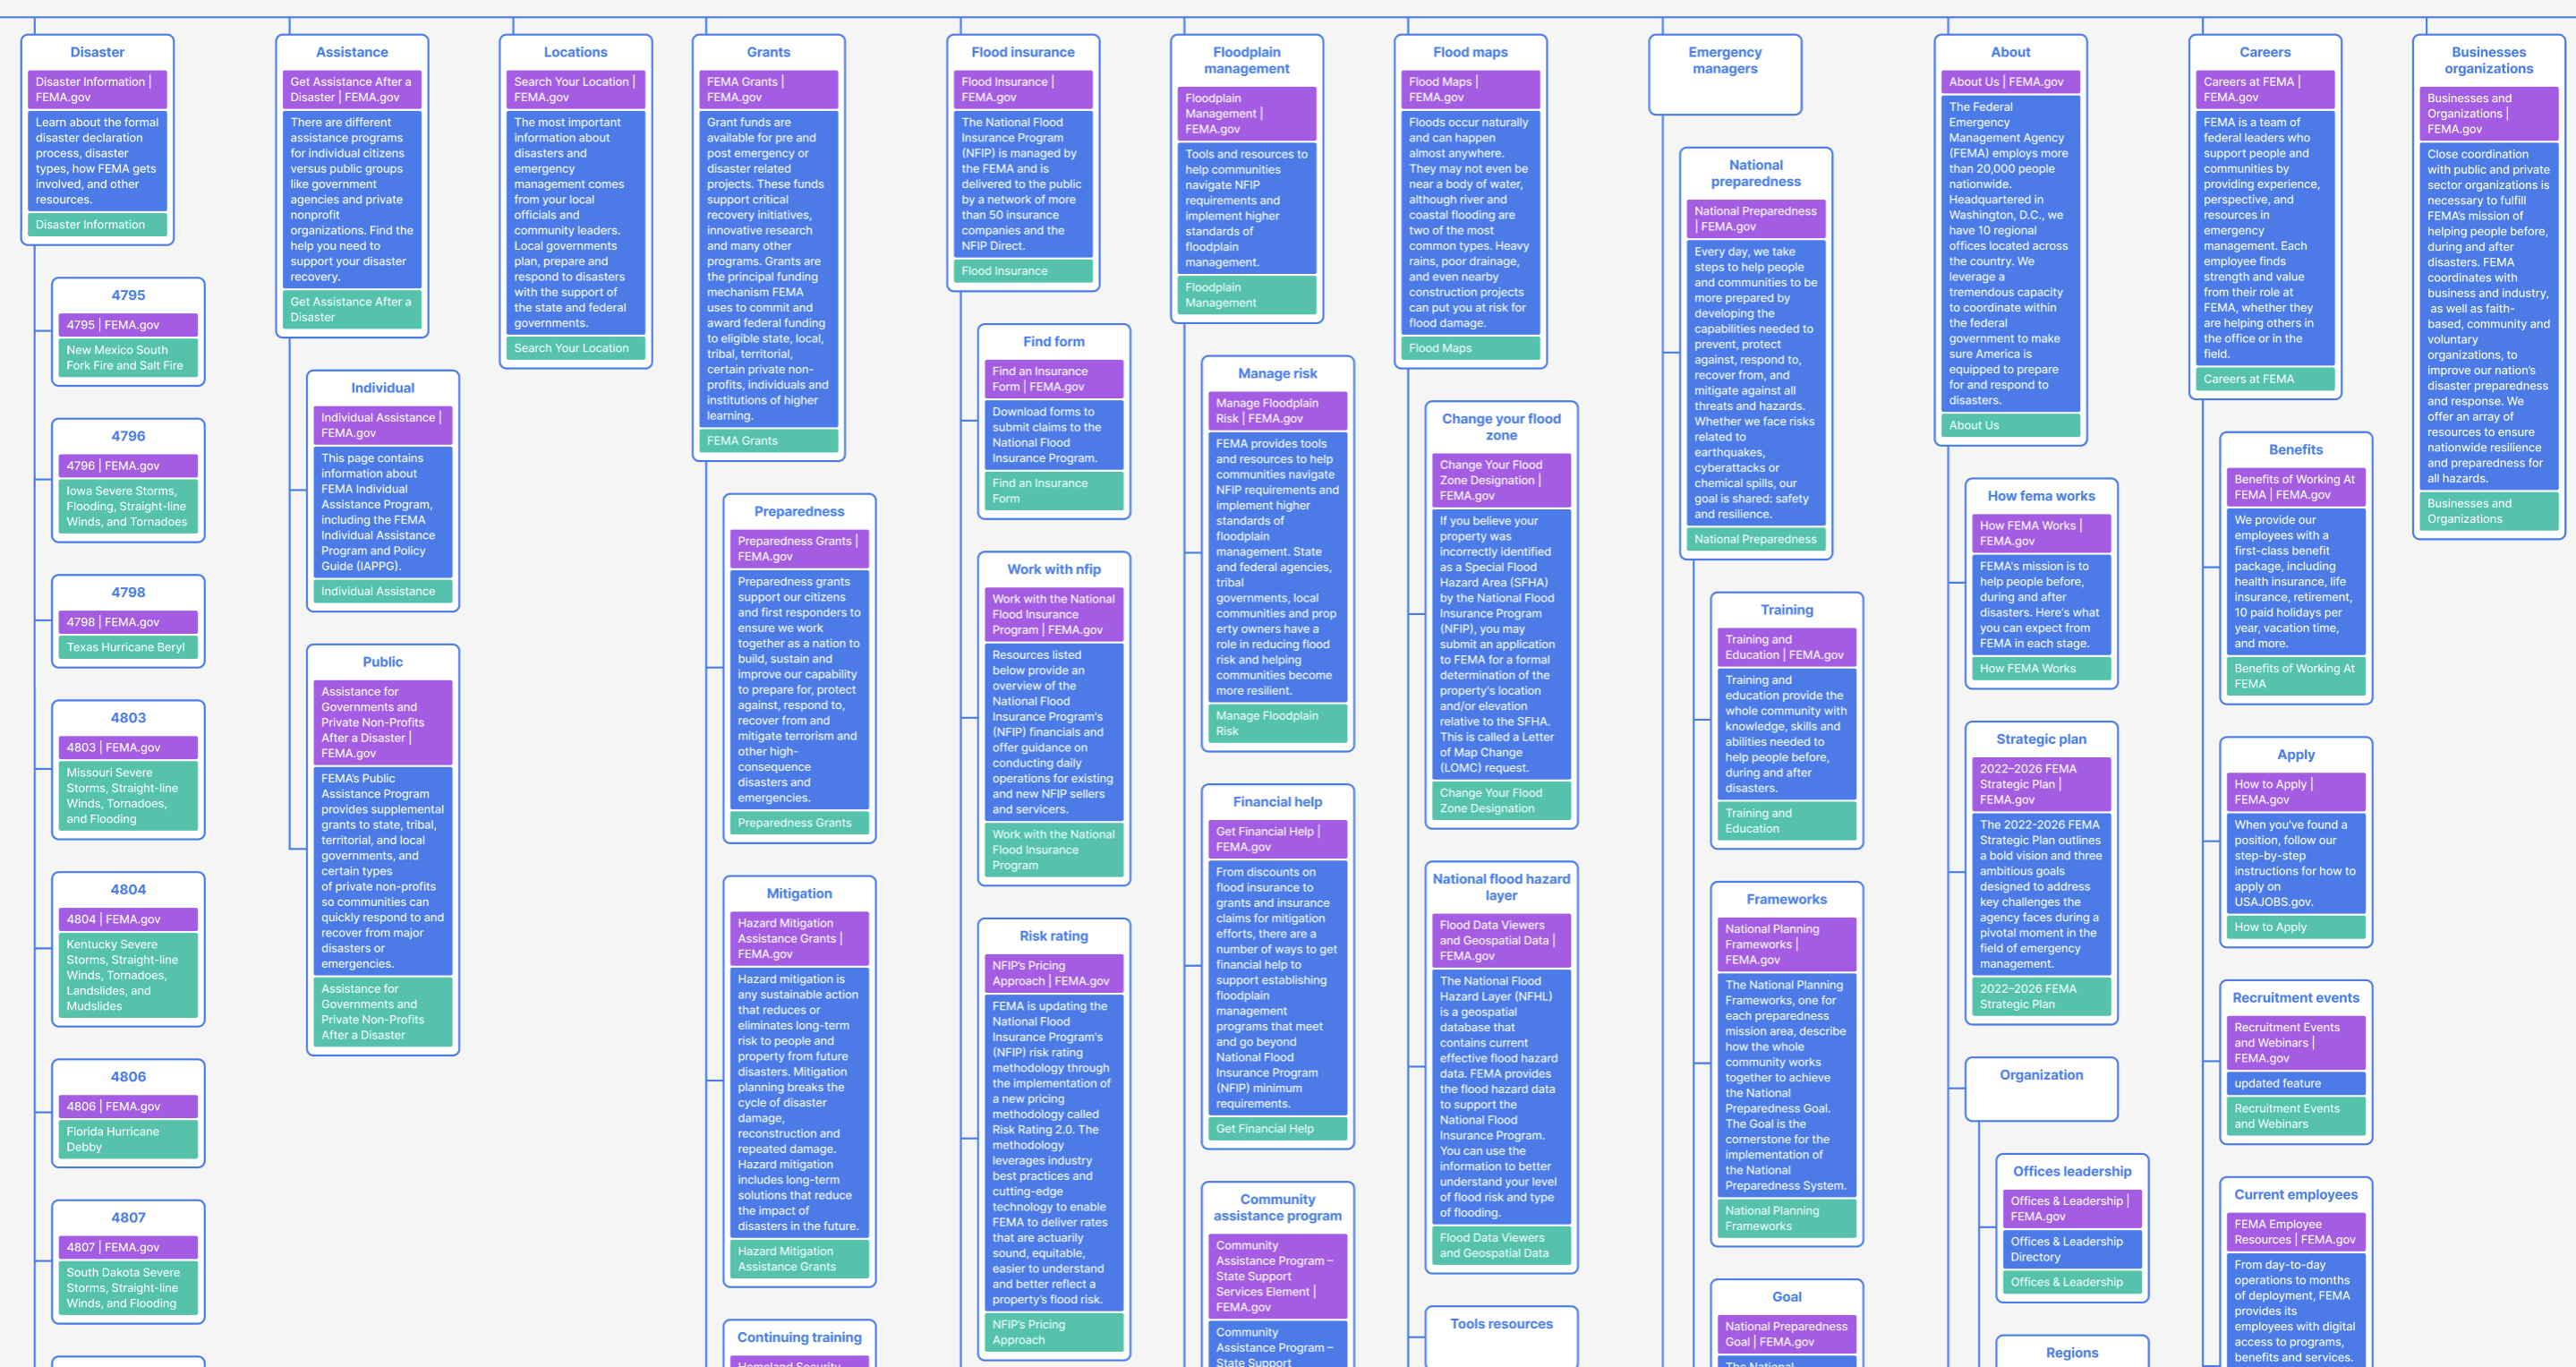 Disaster
Disaster Information |
FEMA.gov
Learn about the formal
disaster declaration
process, disaster
types, how FEMA gets
involved, and other
resources.
Disaster Information
4795
4795 | FEMA.gov
New Mexico South
Fork Fire and Salt Fire
4796
4796 | FEMA.gov
Iowa Severe Storms,
Flooding, Straight-line
Winds, and Tornadoes
4798
4798 | FEMA.gov
Texas Hurricane Beryl
4803
4803 | FEMA.gov
Missouri Severe
Storms, Straight-line
Winds, Tornadoes,
and Flooding
4804
4804 | FEMA.gov
Kentucky Severe
Storms, Straight-line
Winds, Tornadoes,
Landslides, and
Mudslides
4806
4806 | FEMA.gov
Florida Hurricane
Debby
4807
4807 | FEMA.gov
South Dakota Severe
Storms, Straight-line
Winds, and Flooding
Assistance
Get Assistance After a
Disaster | FEMA.gov
There are different
assistance programs
for individual citizens
versus public groups
like government
agencies and private
nonprofit
organizations. Find the
help you need to
support your disaster
recovery.
Get Assistance After a
Disaster
Individual
Individual Assistance |
FEMA.gov
This page contains
information about
FEMA Individual
Assistance Program,
including the FEMA
Individual Assistance
Program and Policy
Guide (IAPPG).
Individual Assistance
Public
Assistance for
Governments and
Private Non-Profits
After a Disaster |
FEMA.gov
FEMA's Public
Assistance Program
provides supplemental
grants to state, tribal,
territorial, and local
governments, and
certain types
of private non-profits
so communities can
quickly respond to and
recover from major
disasters or
emergencies.
Assistance for
Governments and
Private Non-Profits
After a Disaster
Locations
Search Your Location |
FEMA.gov
The most important
information about
disasters and
emergency
management comes
from your local
officials and
community leaders.
Local governments
plan, prepare and
respond to disasters
with the support of
the state and federal
governments.
Search Your Location
Grants
FEMA Grants |
FEMA.gov
Grant funds are
available for pre and
post emergency or
disaster related
projects. These funds
support critical
recovery initiatives,
innovative research
and many other
programs. Grants are
the principal funding
mechanism FEMA
uses to commit and
award federal funding
to eligible state, local,
tribal, territorial,
certain private non-
profits, individuals and
institutions of higher
learning.
FEMA Grants
Preparedness
Preparedness Grants |
FEMA.gov
Preparedness grants
support our citizens
and first responders to
ensure we work
together as a nation to
build, sustain and
improve our capability
to prepare for, protect
against, respond to,
recover from and
mitigate terrorism and
other high-
consequence
disasters and
emergencies.
Preparedness Grants
Mitigation
Hazard Mitigation
Assistance Grants |
FEMA.gov
Hazard mitigation is
any sustainable action
that reduces or
eliminates long-term
risk to people and
property from future
disasters. Mitigation
planning breaks the
cycle of disaster
damage,
reconstruction and
repeated damage.
Hazard mitigation
includes long-term
solutions that reduce
the impact of
disasters in the future.
Hazard Mitigation
Assistance Grants
Continuing training
Homeland Security
Flood insurance
Flood Insurance |
FEMA.gov
The National Flood
Insurance Program
(NFIP) is managed by
the FEMA and is
delivered to the public
by a network of more
than 50 insurance
companies and the
NFIP Direct.
Flood Insurance
Find form
Find an Insurance
Form | FEMA.gov
Download forms to
submit claims to the
National Flood
Insurance Program.
Find an Insurance
Form
Work with nfip
Work with the National
Flood Insurance
Program | FEMA.gov
Resources listed
below provide an
overview of the
National Flood
Insurance Program's
(NFIP) financials and
offer guidance on
conducting daily
operations for existing
and new NFIP sellers
and servicers.
Work with the National
Flood Insurance
Program
Risk rating
NFIP's Pricing
Approach | FEMA.gov
FEMA is updating the
National Flood
Insurance Program's
(NFIP) risk rating
methodology through
the implementation of
a new pricing
methodology called
Risk Rating 2.0. The
methodology
leverages industry
best practices and
cutting-edge
technology to enable
FEMA to deliver rates
that are actuarily
sound, equitable,
easier to understand
and better reflect a
property's flood risk.
NFIP's Pricing
Approach
Floodplain
management
Floodplain
Management |
FEMA.gov
Tools and resources to
help communities
navigate NFIP
requirements and
implement higher
standards of
floodplain
management.
Floodplain
Management
Manage risk
Manage Floodplain
Risk | FEMA.gov
FEMA provides tools
and resources to help
communities navigate
NFIP requirements and
implement higher
standards of
floodplain
management. State
and federal agencies,
tribal
governments, local
communities and prop
erty owners have a
role in reducing flood
risk and helping
communities become
more resilient.
Manage Floodplain
Risk
Financial help
Get Financial Help |
FEMA.gov
From discounts on
flood insurance to
grants and insurance
claims for mitigation
efforts, there are a
number of ways to get
financial help to
support establishing
floodplain
management
programs that meet
and go beyond
National Flood
Insurance Program
(NFIP) minimum
requirements.
Get Financial Help
Community
assistance program
Community
Assistance Program –
State Support
Services Element |
FEMA.gov
Community
Assistance Program –
State Support
Flood maps
Flood Maps |
FEMA.gov
Floods occur naturally
and can happen
almost anywhere.
They may not even be
near a body of water,
although river and
coastal flooding are
two of the most
common types. Heavy
rains, poor drainage,
and even nearby
construction projects
can put you at risk for
flood damage.
Flood Maps
Change your flood
zone
Change Your Flood
Zone Designation |
FEMA.gov
If you believe your
property was
incorrectly identified
as a Special Flood
Hazard Area (SFHA)
by the National Flood
Insurance Program
(NFIP), you may
submit an application
to FEMA for a formal
determination of the
property's location
and/or elevation
relative to the SFHA.
This is called a Letter
of Map Change
(LOMC) request.
Change Your Flood
Zone Designation
National flood hazard
layer
Flood Data Viewers
and Geospatial Data |
FEMA.gov
The National Flood
Hazard Layer (NFHL)
is a geospatial
database that
contains current
effective flood hazard
data. FEMA provides
the flood hazard data
to support the
National Flood
Insurance Program.
You can use the
information to better
understand your level
of flood risk and type
of flooding.
Flood Data Viewers
and Geospatial Data
Tools resources
Emergency
managers
National
preparedness
National Preparedness
| FEMA.gov
Every day, we take
steps to help people
and communities to be
more prepared by
developing the
capabilities needed to
prevent, protect
against, respond to,
recover from, and
mitigate against all
threats and hazards.
Whether we face risks
related to
earthquakes,
cyberattacks or
chemical spills, our
goal is shared: safety
and resilience.
National Preparedness
Training
Training and
Education | FEMA.gov
Training and
education provide the
whole community with
knowledge, skills and
abilities needed to
help people before,
during and after
disasters.
Training and
Education
Frameworks
National Planning
Frameworks |
FEMA.gov
The National Planning
Frameworks, one for
each preparedness
mission area, describe
how the whole
community works
together to achieve
the National
Preparedness Goal.
The Goal is the
cornerstone for the
implementation of
the National
Preparedness System.
National Planning
Frameworks
Goal
National Preparedness
Goal | FEMA.gov
The National
About
About Us | FEMA.gov
The Federal
Emergency
Management Agency
(FEMA) employs more
than 20,000 people
nationwide.
Headquartered in
Washington, D.C., we
have 10 regional
offices located across
the country. We
leverage a
tremendous capacity
to coordinate within
the federal
government to make
sure America is
equipped to prepare
for and respond to
disasters.
About Us
How fema works
How FEMA Works |
FEMA.gov
FEMA's mission is to
help people before,
during and after
disasters. Here's what
you can expect from
FEMA in each stage.
How FEMA Works
Strategic plan
2022–2026 FEMA
Strategic Plan |
FEMA.gov
The 2022-2026 FEMA
Strategic Plan outlines
a bold vision and three
ambitious goals
designed to address
key challenges the
agency faces during a
pivotal moment in the
field of emergency
management.
2022–2026 FEMA
Strategic Plan
Organization
Offices leadership
Offices & Leadership |
FEMA.gov
Offices & Leadership
Directory
Offices & Leadership
Regions
Careers
Careers at FEMA |
FEMA.gov
FEMA is a team of
federal leaders who
support people and
communities by
providing experience,
perspective, and
resources in
emergency
management. Each
employee finds
strength and value
from their role at
FEMA, whether they
are helping others in
the office or in the
field.
Careers at FEMA
Benefits
Benefits of Working At
FEMA | FEMA.gov
We provide our
employees with a
first-class benefit
package, including
health insurance, life
insurance, retirement,
10 paid holidays per
year, vacation time,
and more.
Benefits of Working At
FEMA
Apply
How to Apply |
FEMA.gov
When you've found a
position, follow our
step-by-step
instructions for how to
apply on
USAJOBS.gov.
How to Apply
Recruitment events
Recruitment Events
and Webinars |
FEMA.gov
updated feature
Recruitment Events
and Webinars
Current employees
FEMA Employee
Resources | FEMA.gov
From day-to-day
operations to months
of deployment, FEMA
provides its
employees with digital
access to programs,
benefits and services.
Businesses
organizations
Businesses and
Organizations |
FEMA.gov
Close coordination
with public and private
sector organizations is
necessary to fulfill
FEMA's mission of
helping people before,
during and after
disasters. FEMA
coordinates with
business and industry,
as well as faith-
based, community and
voluntary
organizations, to
improve our nation's
disaster preparedness
and response. We
offer an array of
resources to ensure
nationwide resilience
and preparedness for
all hazards.
Businesses and
Organizations